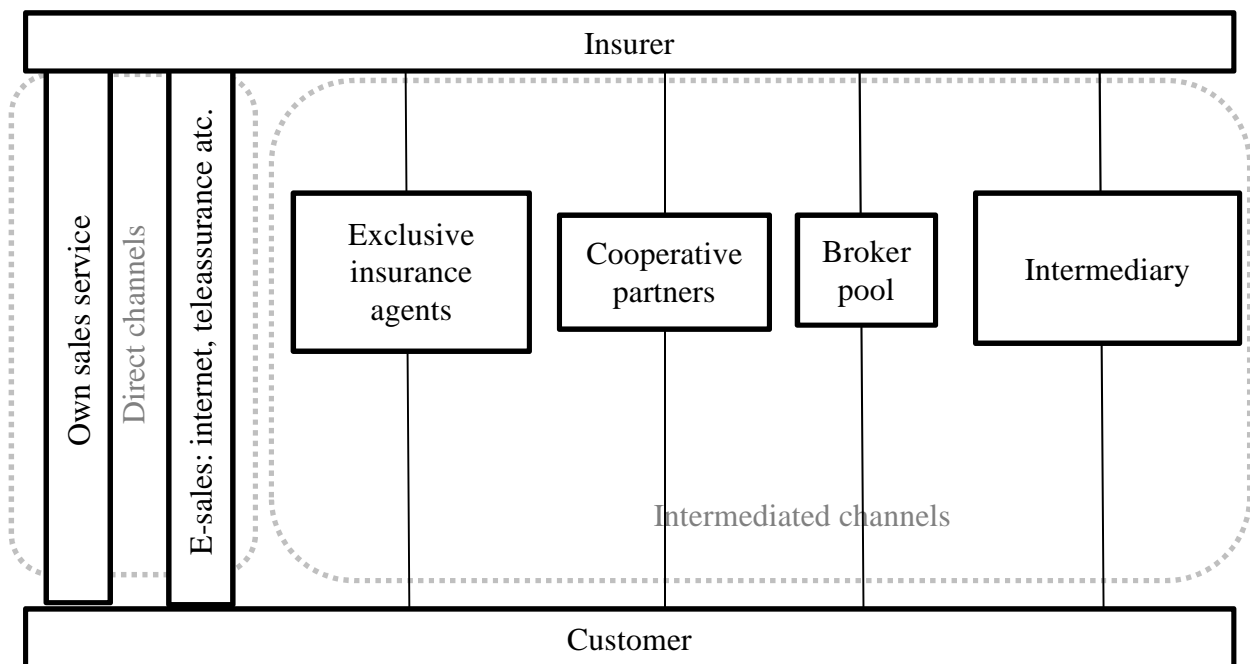 Insurer
Own sales service
Direct channels
E-sales: internet, teleassurance atc.
Exclusive
insurance
agents
Cooperative
partners
Broker
pool
Intermediary
Intermediated channels
Customer